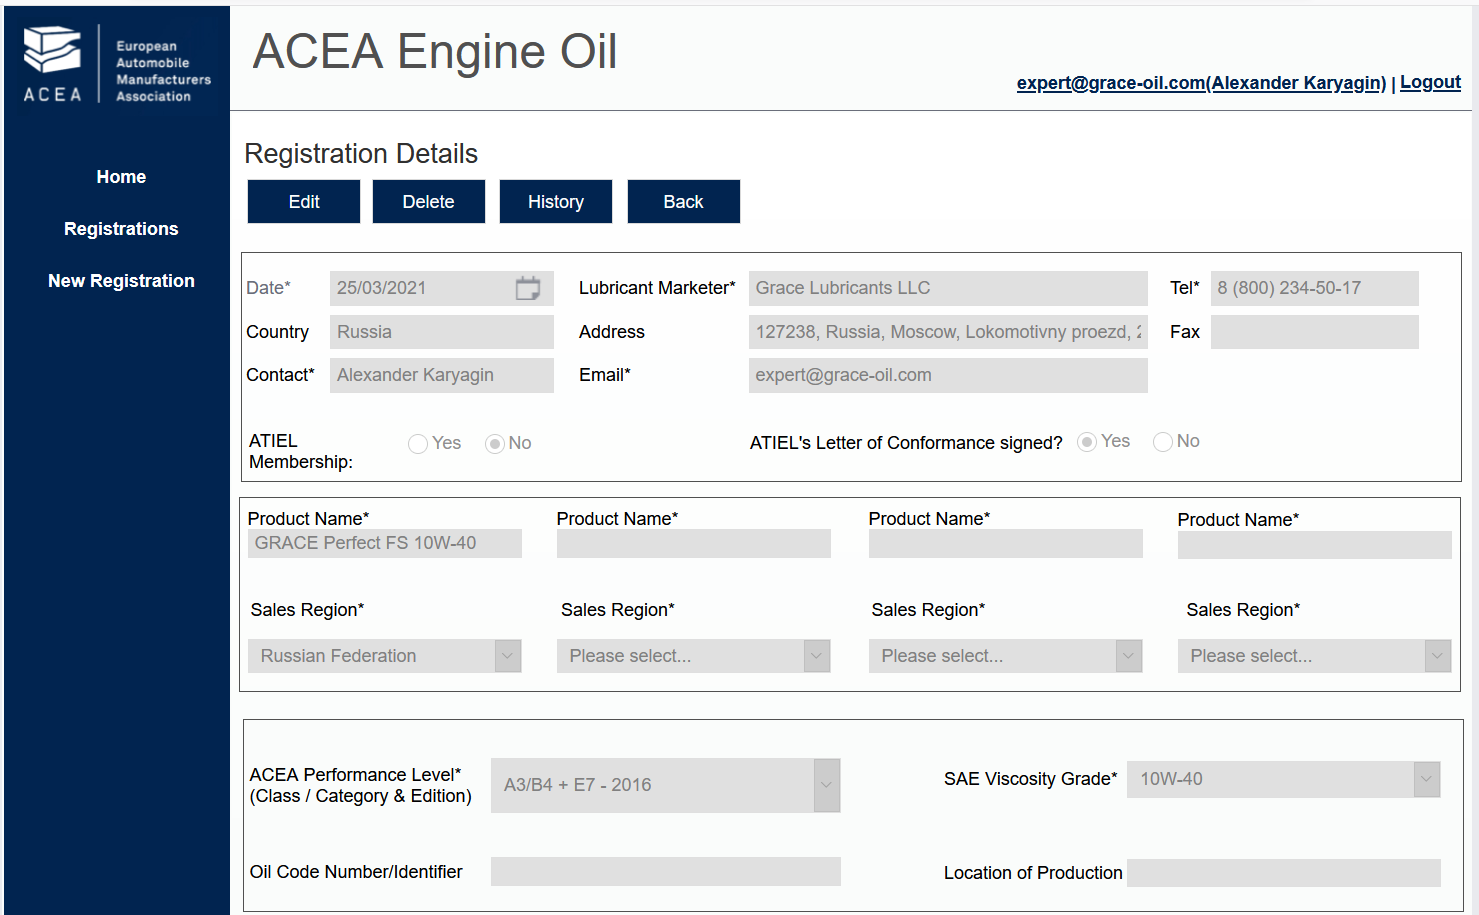 European
Automobile
Manufacturers
Association
ACEA
ACEA Engine Oil
expert@grace-oil.com(Alexander Karyagin) | Logout
Home
Registrations
New Registration
Registration Details
Edit Delete History Back
Date* 25/03/2021 Lubricant Marketer* Grace Lubricants LLC Tel* 8 (800) 234-50-17
Country Russia Address 127238, Russia, Moscow, Lokomotivny proezd, Fax
Contact* Alexander Karyagin Email* expert@grace-oil.com
ATIEL
Membership: Yes No ATIEL's Letter of Conformance signed? Yes No
Product Name* Product Name* Product Name* Product Name*
GRACE Perfect FS 10W-40
Sales Region* Sales Region* Sales Region* Sales Region*
Russian Federation Please select... Please select... Please select...
ACEA Performance Level*
(Class / Category & Edition) A3/B4 + E7 - 2016 SAE Viscosity Grade* 10W-40
Oil Code Number/Identifier Location of Production